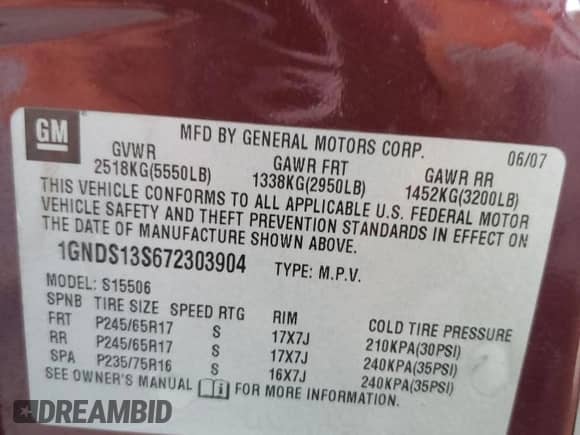 GM
MFD BY GENERAL MOTORS CORP.
06/07
GVWR GAWR FRT GAWR RR
2518KG(5550LB) 1338KG(2950LB) 1452KG(3200LB)
THIS VEHICLE CONFORMS TO ALL APPLICABLE U.S. FEDERAL MOTOR
VEHICLE SAFETY AND THEFT PREVENTION STANDARDS IN EFFECT ON
THE DATE OF MANUFACTURE SHOWN ABOVE.
1GNDS13S672303904 TYPE: M.P.V.
MODEL: S15506
SPNB TIRE SIZE SPEED RTG RIM COLD TIRE PRESSURE
FRT P245/65R17 S 17X7J 210KPA(30PSI)
RR P245/65R17 S 17X7J 240KPA(35PSI)
SPA P235/75R16 S 16X7J 240KPA(35PSI)
SEE OWNER'S MANUAL FOR MORE INFORMATION.
DREAMBID